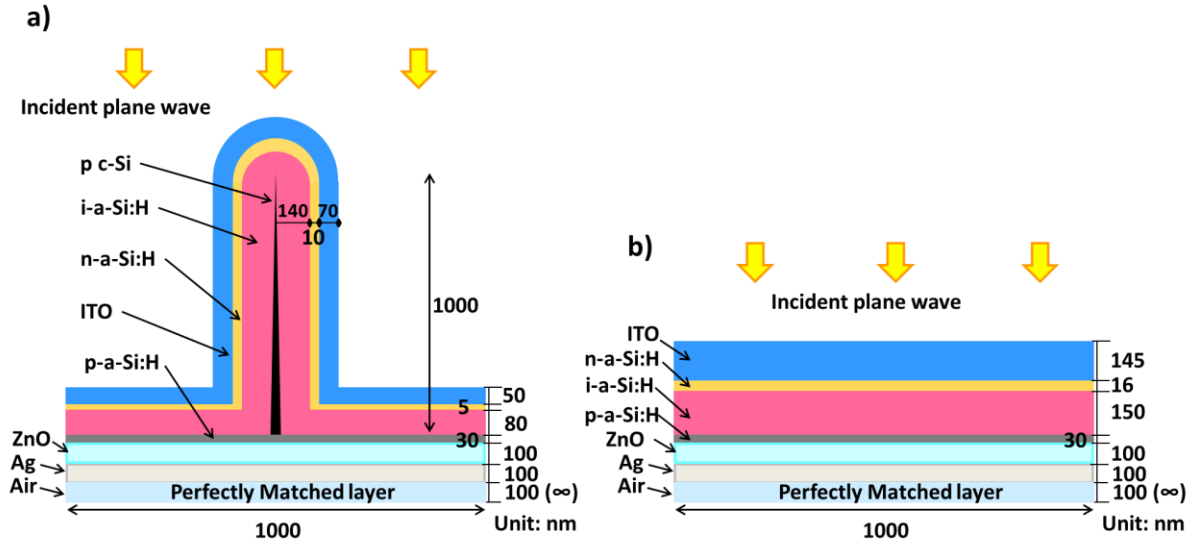 a)
Incident plane wave
p c-Si
i-a-Si:H
n-a-Si:H
ITO
p-a-Si:H
ZnO
Ag
Air
140
70
10
1000
50
5
80
30
100
100
100 (∞)
Perfectly Matched layer
1000
Unit: nm
b)
Incident plane wave
ITO
n-a-Si:H
i-a-Si:H
p-a-Si:H
ZnO
Ag
Air
145
16
150
30
100
100
100 (∞)
Perfectly Matched layer
1000
Unit: nm